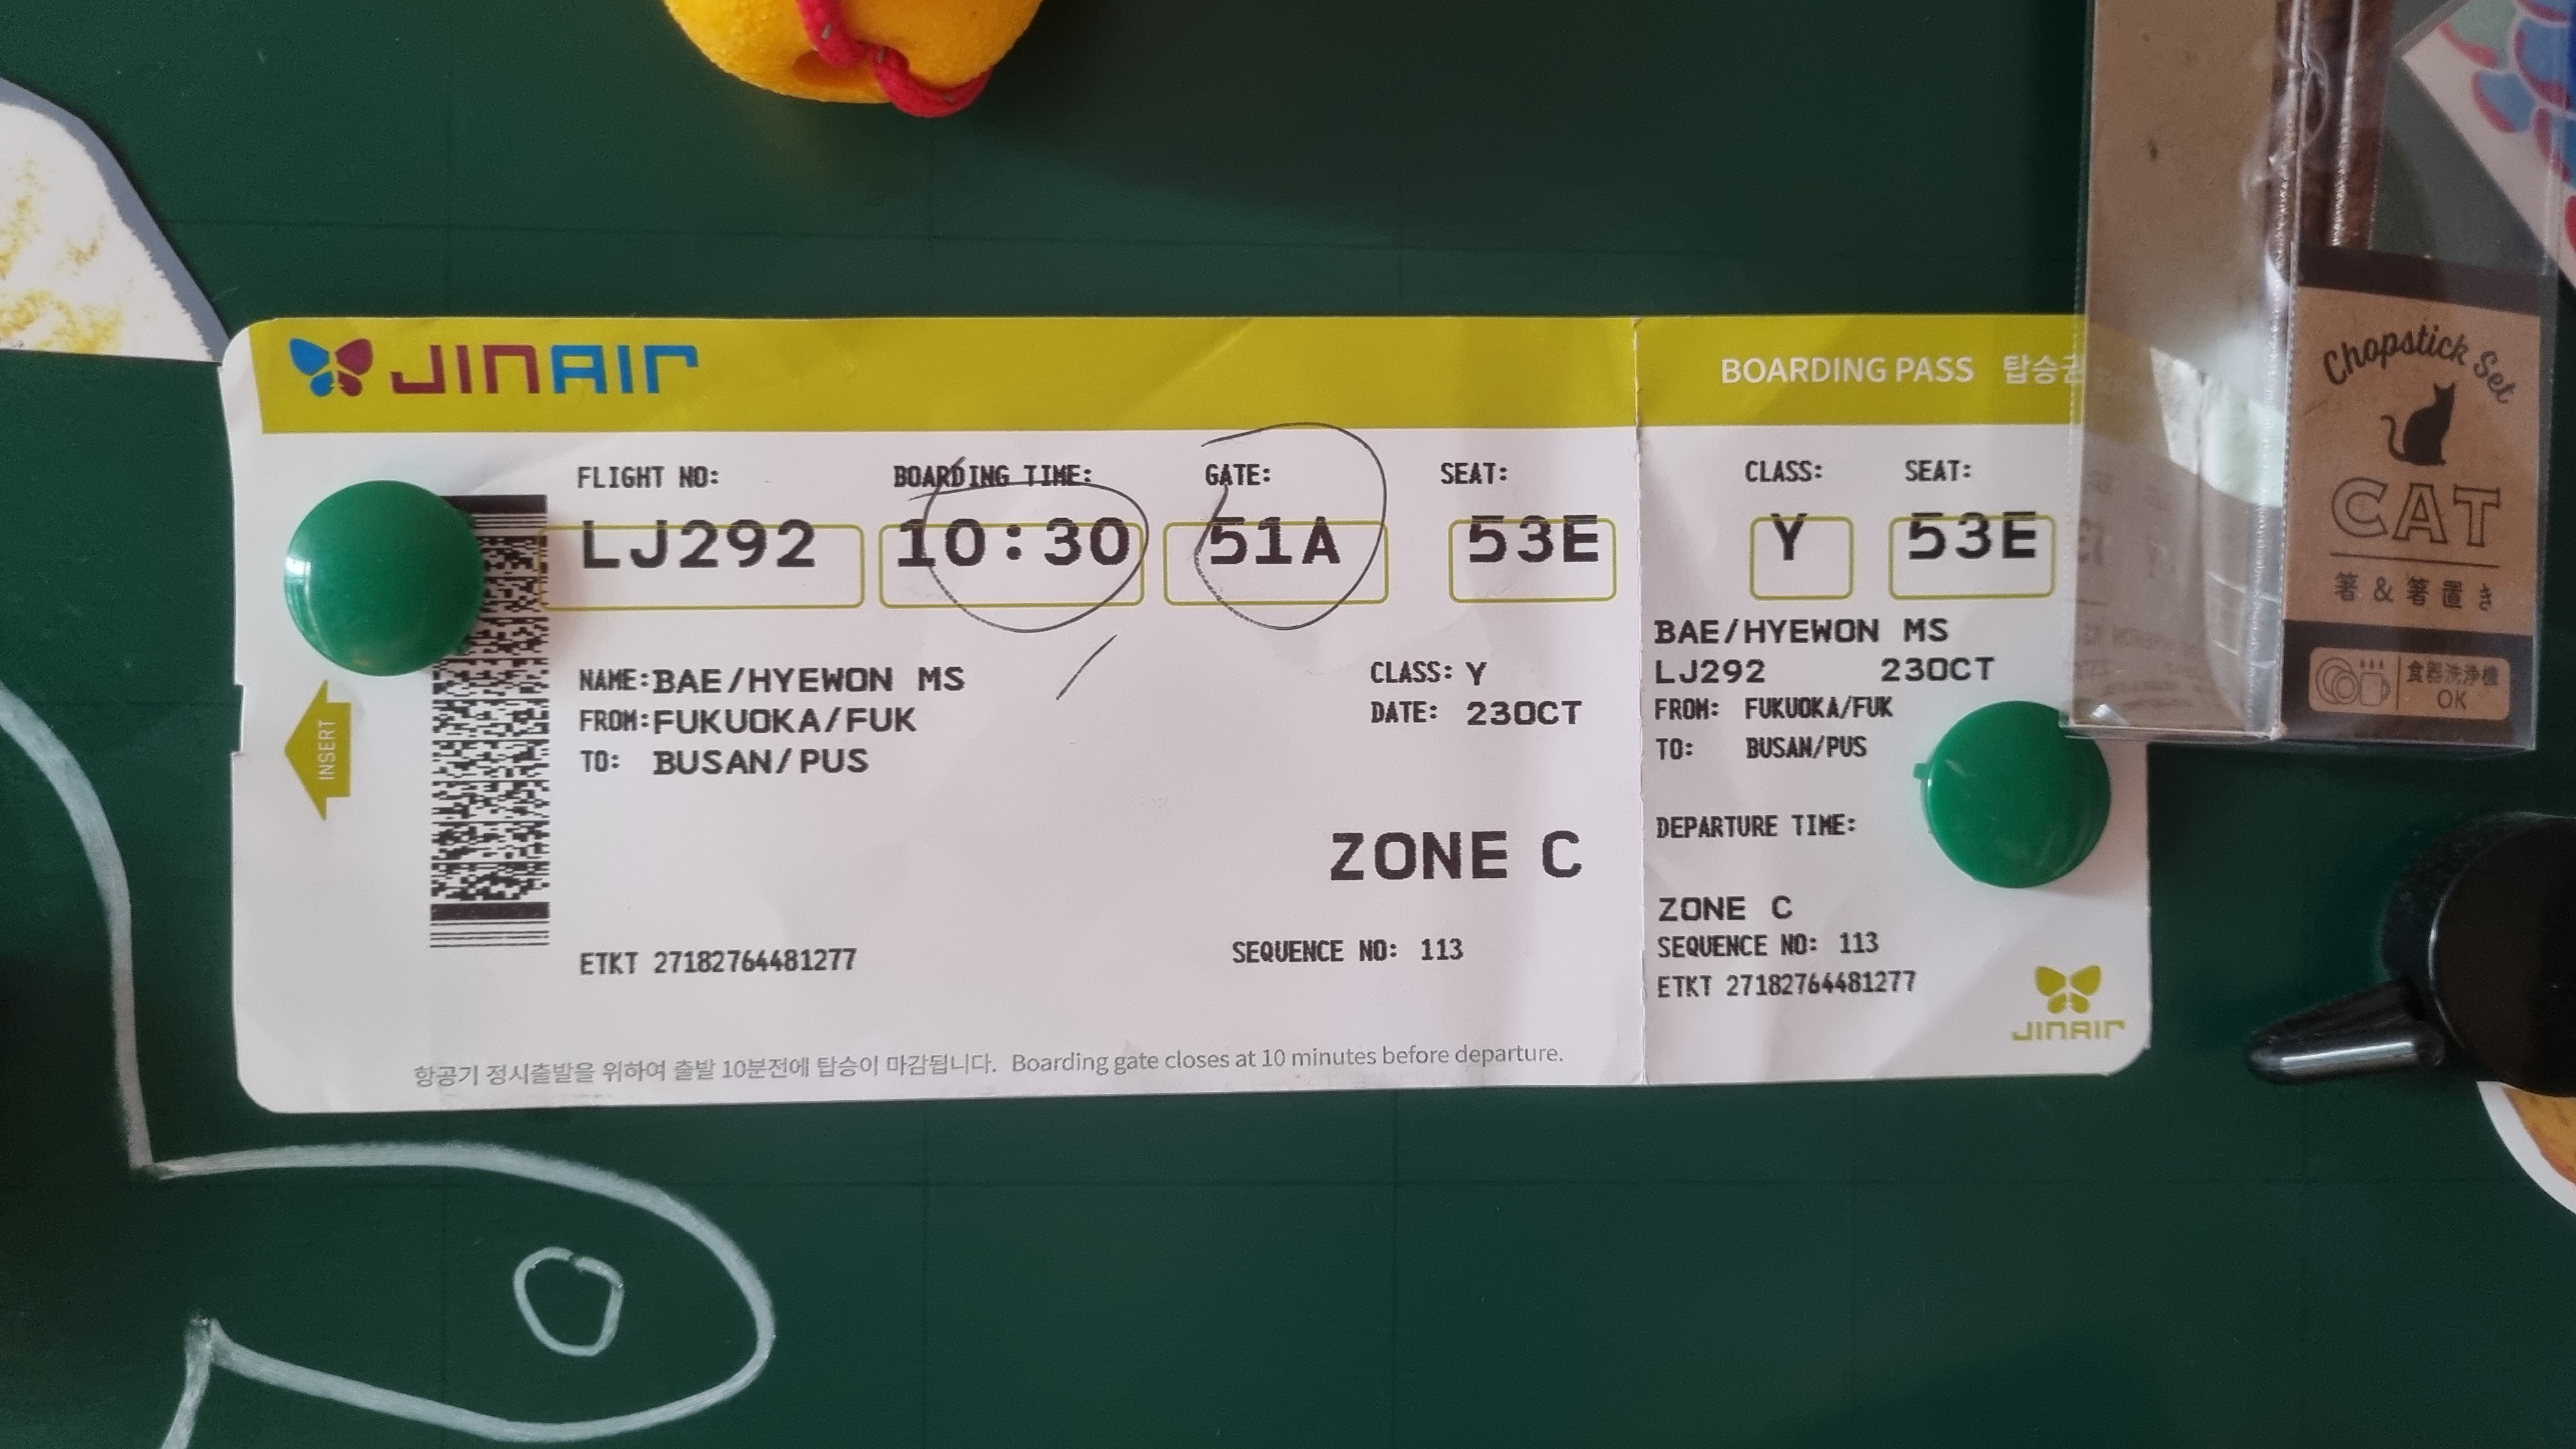 JINAIR
BOARDING PASS 탑승권
FLIGHT NO:
BOARDING TIME:
GATE:
SEAT:
LJ292
10:30
51A
53E
NAME:BAE/HYEWON MS
FROM:FUKUOKA/FUK
TO: BUSAN/PUS
CLASS: Y
DATE: 23OCT
INSERT
ZONE C
ETKT 27182764481277
SEQUENCE NO: 113
항공기 정시출발을 위하여 출발 10분전에 탑승이 마감됩니다. Boarding gate closes at 10 minutes before departure.
CLASS:
SEAT:
Y
53E
BAE/HYEWON MS
LJ292 23OCT
FROM: FUKUOKA/FUK
TO: BUSAN/PUS
DEPARTURE TIME:
ZONE C
SEQUENCE NO: 113
ETKT 27182764481277
JINAIR
Chopstick Set
CAT
箸&箸置き
食器洗浄機
OK